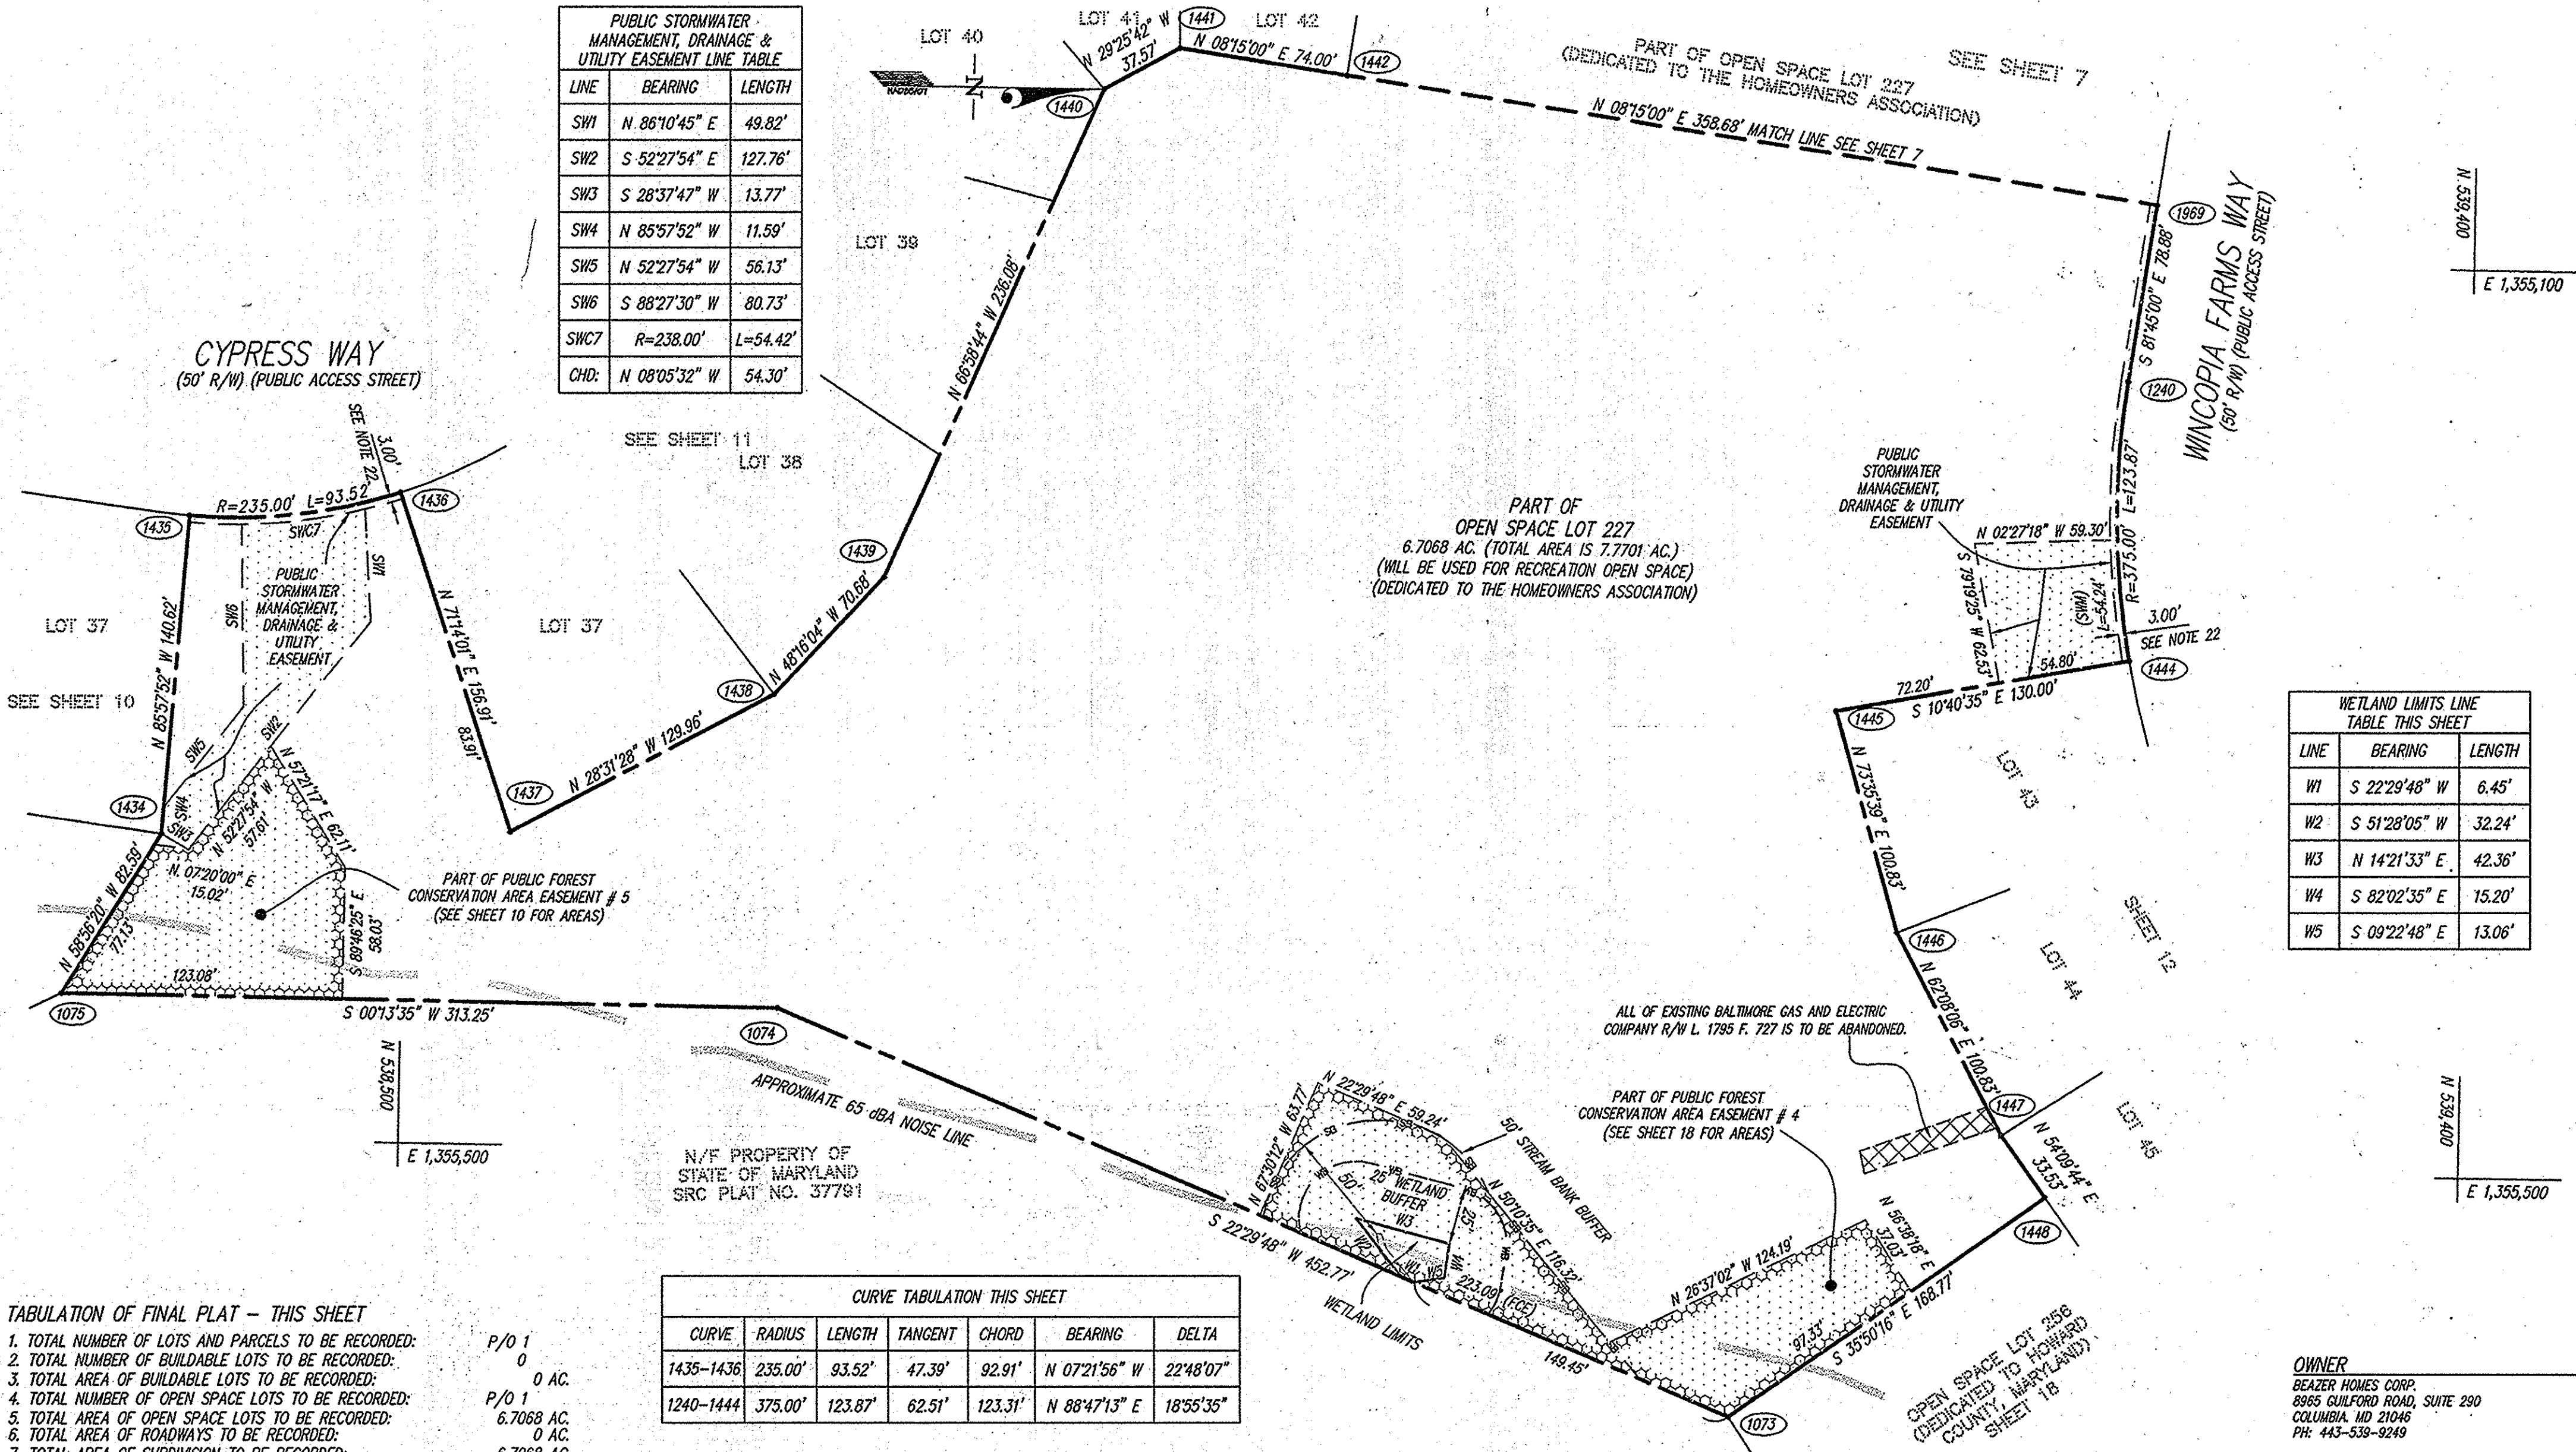 PUBLIC STORMWATER
MANAGEMENT, DRAINAGE &
UTILITY EASEMENT LINE TABLE
LINE BEARING LENGTH
SW1 N 86°10'45" E 49.82'
SW2 S 52°27'54" E 127.76'
SW3 S 28°37'47" W 13.77'
SW4 N 85°57'52" W 11.59'
SW5 N 52°27'54" W 56.13'
SW6 S 88°27'30" W 80.73'
SWC7 R=238.00' L=54.42'
CHD: N 08°05'32" W 54.30'
LOT 40
LOT 41
1441
LOT 42
N 29°25'42" W
37.57'
N 08°15'00" E 74.00'
1442
N
1440
PART OF OPEN SPACE LOT 227
(DEDICATED TO THE HOMEOWNERS ASSOCIATION)
SEE SHEET 7
N 08°15'00" E 358.68' MATCH LINE SEE SHEET 7
1969
S 81°45'00" E 78.88'
WINCOPIA FARMS WAY
(50' R/W) (PUBLIC ACCESS STREET)
N 539,400
E 1,355,100
1240
LOT 39
N 66°58'44" W 236.08'
CYPRESS WAY
(50' R/W) (PUBLIC ACCESS STREET)
SEE NOTE 22
3.00'
SEE SHEET 11
LOT 38
1435
R=235.00' L=93.52'
1436
SWC7
SW1
SW6
PUBLIC
STORMWATER
MANAGEMENT,
DRAINAGE &
UTILITY
EASEMENT
LOT 37
N 85°57'52" W 140.62'
SEE SHEET 10
LOT 37
N 71°14'01" E 156.91'
83.91'
1439
N 48°16'04" W 70.68'
1438
N 28°31'28" W 129.96'
1437
PART OF
OPEN SPACE LOT 227
6.7068 AC. (TOTAL AREA IS 7.7701 AC.)
(WILL BE USED FOR RECREATION OPEN SPACE)
(DEDICATED TO THE HOMEOWNERS ASSOCIATION)
PUBLIC
STORMWATER
MANAGEMENT,
DRAINAGE & UTILITY
EASEMENT
N 02°27'18" W 59.30'
S 79°19'25" W 62.53'
(SWM)
L=54.24'
R=375.00' L=123.87'
3.00'
SEE NOTE 22
1444
54.80'
72.20'
S 10°40'35" E 130.00'
1445
N 73°35'39" E 100.83'
LOT 43
1446
N 62°08'06" E 100.83'
LOT 44
SHEET 12
1447
LOT 45
N 54°09'44" E
33.53'
1448
WETLAND LIMITS LINE
TABLE THIS SHEET
LINE BEARING LENGTH
W1 S 22°29'48" W 6.45'
W2 S 51°28'05" W 32.24'
W3 N 14°21'33" E 42.36'
W4 S 82°02'35" E 15.20'
W5 S 09°22'48" E 13.06'
SW5
SW2
1434
SW4
SW3
N 52°27'54" W
57.61'
N 57°21'17" E 62.11'
N 07°20'00" E
15.02'
N 58°56'20" W 82.59'
77.13'
PART OF PUBLIC FOREST
CONSERVATION AREA EASEMENT # 5
(SEE SHEET 10 FOR AREAS)
S 89°46'25" E
58.03'
123.08'
1075
S 00°13'35" W 313.25'
1074
N 538,500
E 1,355,500
APPROXIMATE 65 dBA NOISE LINE
N/F PROPERTY OF
STATE OF MARYLAND
SRC PLAT NO. 37791
ALL OF EXISTING BALTIMORE GAS AND ELECTRIC
COMPANY R/W L. 1795 F. 727 IS TO BE ABANDONED.
PART OF PUBLIC FOREST
CONSERVATION AREA EASEMENT # 4
(SEE SHEET 18 FOR AREAS)
N 22°29'48" E 59.24'
N 67°30'12" W 63.77'
50' STREAM BANK BUFFER
25' WETLAND
BUFFER
50'
25'
W3
W2
W1
W5
W4
N 50°10'35" E 116.32'
S 22°29'48" W 452.77'
223.09' (FCE)
WETLAND LIMITS
149.45'
N 26°37'02" W 124.19'
N 56°38'18" E
37.03'
97.33'
S 35°50'16" E 168.77'
1073
OPEN SPACE LOT 256
(DEDICATED TO HOWARD
COUNTY, MARYLAND)
SHEET 18
N 539,400
E 1,355,500
TABULATION OF FINAL PLAT – THIS SHEET
1. TOTAL NUMBER OF LOTS AND PARCELS TO BE RECORDED: P/O 1
2. TOTAL NUMBER OF BUILDABLE LOTS TO BE RECORDED: 0
3. TOTAL AREA OF BUILDABLE LOTS TO BE RECORDED: 0 AC.
4. TOTAL NUMBER OF OPEN SPACE LOTS TO BE RECORDED: P/O 1
5. TOTAL AREA OF OPEN SPACE LOTS TO BE RECORDED: 6.7068 AC.
6. TOTAL AREA OF ROADWAYS TO BE RECORDED: 0 AC.
7. TOTAL AREA OF SUBDIVISION TO BE RECORDED: 6.7068 AC.
CURVE TABULATION THIS SHEET
CURVE RADIUS LENGTH TANGENT CHORD BEARING DELTA
1435–1436 235.00' 93.52' 47.39' 92.91' N 07°21'56" W 22°48'07"
1240–1444 375.00' 123.87' 62.51' 123.31' N 88°47'13" E 18°55'35"
OWNER
BEAZER HOMES CORP.
8965 GUILFORD ROAD, SUITE 290
COLUMBIA, MD 21046
PH: 443–539–9249